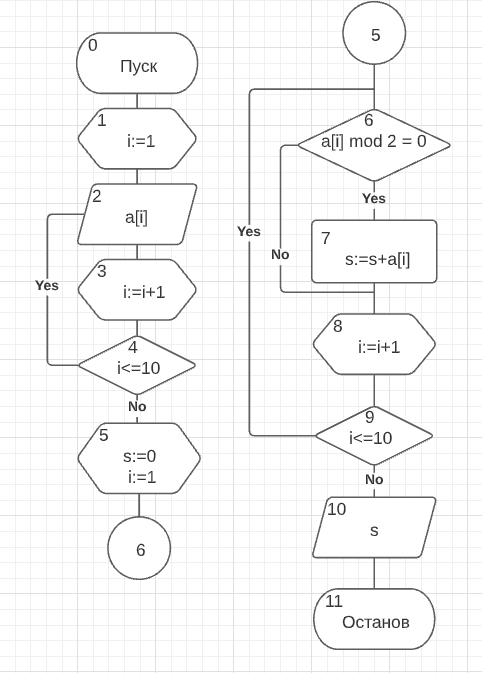 0
Пуск
1
i:=1
2
a[i]
3
i:=i+1
Yes
4
i<=10
No
5
s:=0
i:=1
6
5
6
a[i] mod 2 = 0
Yes
Yes
No
7
s:=s+a[i]
8
i:=i+1
9
i<=10
No
10
s
11
Останов